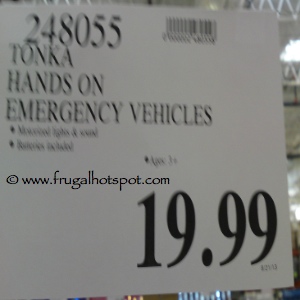 248055
TONKA
HANDS ON
EMERGENCY VEHICLES
• Motorized lights & sound
• Batteries included
• Ages 3+
© www.frugalhotspot.com
19.99